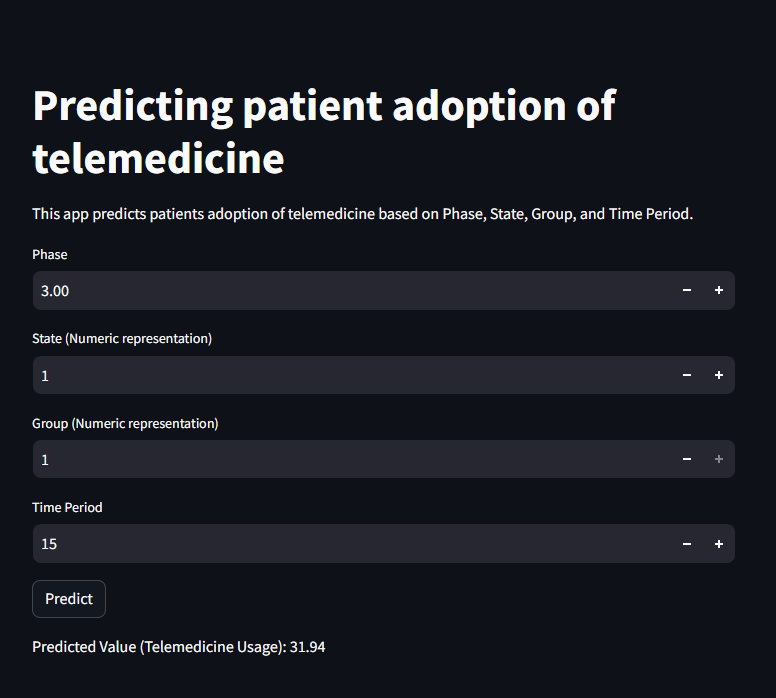 Predicting patient adoption of
telemedicine
This app predicts patients adoption of telemedicine based on Phase, State, Group, and Time Period.
Phase
3.00
State (Numeric representation)
1
Group (Numeric representation)
1
Time Period
15
Predict
Predicted Value (Telemedicine Usage): 31.94